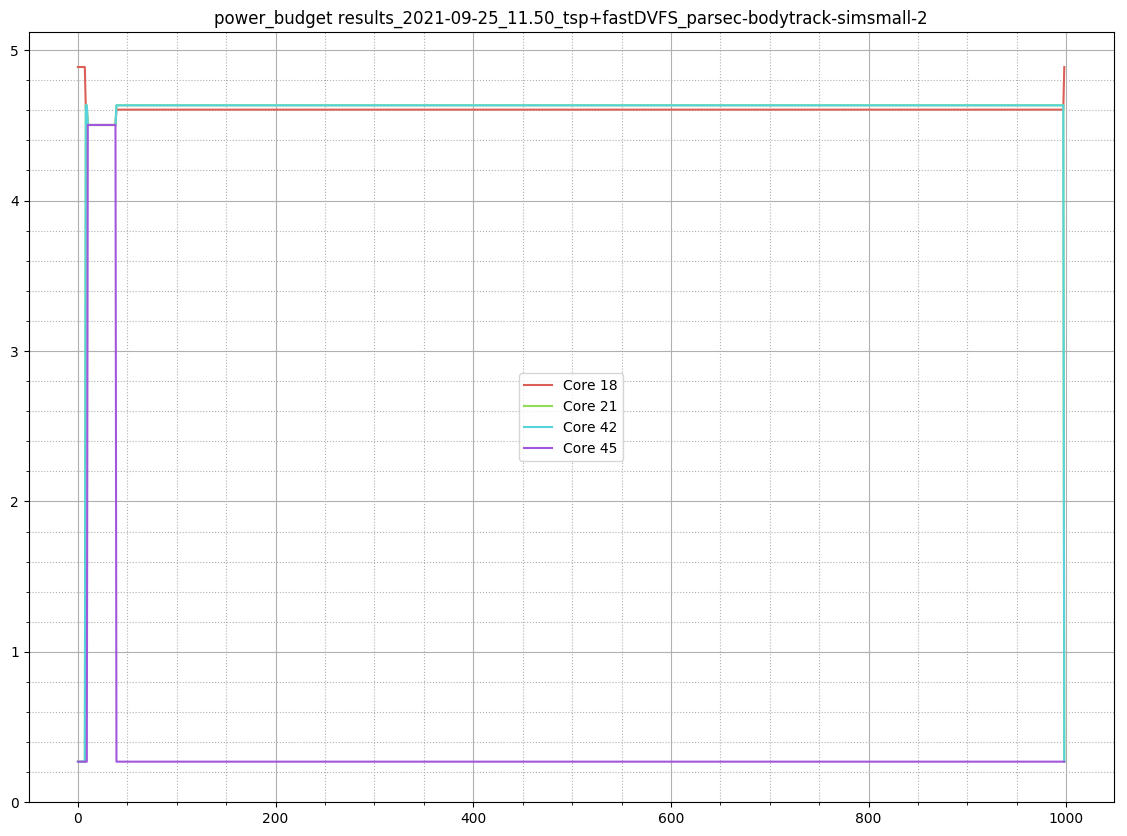 power_budget results_2021-09-25_11.50_tsp+fastDVFS_parsec-bodytrack-simsmall-2
5
4
3
Core 18
Core 21
Core 42
Core 45
2
1
0
0 200 400 600 800 1000